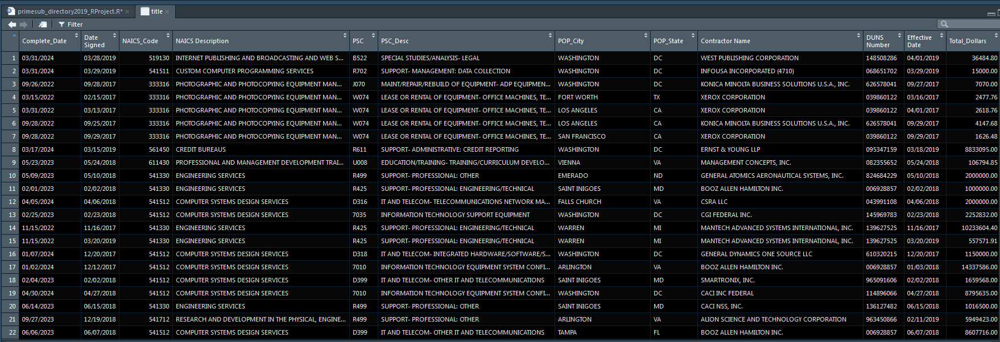 primesub_directory2019_RProject.R* × title ×
Filter
Complete_Date Date Signed NAICS_Code NAICS Description PSC PSC_Desc POP_City POP_State Contractor Name DUNS Number Effective Date Total_Dollars
1 03/31/2024 03/28/2019 519130 INTERNET PUBLISHING AND BROADCASTING AND WEB S... B522 SPECIAL STUDIES/ANALYSIS- LEGAL WASHINGTON DC WEST PUBLISHING CORPORATION 148508286 04/01/2019 36484.80
2 03/31/2024 03/29/2019 541511 CUSTOM COMPUTER PROGRAMMING SERVICES R702 SUPPORT- MANAGEMENT: DATA COLLECTION WASHINGTON DC INFOUSA INCORPORATED (4710) 068651702 03/29/2019 15000.00
3 09/26/2022 09/28/2017 333316 PHOTOGRAPHIC AND PHOTOCOPYING EQUIPMENT MAN... J070 MAINT/REPAIR/REBUILD OF EQUIPMENT- ADP EQUIPMEN... WASHINGTON DC KONICA MINOLTA BUSINESS SOLUTIONS U.S.A., INC. 626578041 09/27/2017 7070.00
4 03/15/2022 02/15/2017 333316 PHOTOGRAPHIC AND PHOTOCOPYING EQUIPMENT MAN... W074 LEASE OR RENTAL OF EQUIPMENT- OFFICE MACHINES, TE... FORT WORTH TX XEROX CORPORATION 039860122 03/16/2017 2477.76
5 03/31/2022 03/13/2017 333316 PHOTOGRAPHIC AND PHOTOCOPYING EQUIPMENT MAN... W074 LEASE OR RENTAL OF EQUIPMENT- OFFICE MACHINES, TE... LOS ANGELES CA XEROX CORPORATION 039860122 04/01/2017 2618.76
6 09/28/2022 09/25/2017 333316 PHOTOGRAPHIC AND PHOTOCOPYING EQUIPMENT MAN... W074 LEASE OR RENTAL OF EQUIPMENT- OFFICE MACHINES, TE... LOS ANGELES CA KONICA MINOLTA BUSINESS SOLUTIONS U.S.A., INC. 626578041 09/29/2017 4147.68
7 09/28/2022 09/29/2017 333316 PHOTOGRAPHIC AND PHOTOCOPYING EQUIPMENT MAN... W074 LEASE OR RENTAL OF EQUIPMENT- OFFICE MACHINES, TE... SAN FRANCISCO CA XEROX CORPORATION 039860122 09/29/2017 1626.48
8 03/17/2024 03/15/2019 561450 CREDIT BUREAUS R611 SUPPORT- ADMINISTRATIVE: CREDIT REPORTING WASHINGTON DC ERNST & YOUNG LLP 095347159 03/18/2019 8833095.00
9 05/23/2023 05/24/2018 611430 PROFESSIONAL AND MANAGEMENT DEVELOPMENT TRAI... U008 EDUCATION/TRAINING- TRAINING/CURRICULUM DEVELO... VIENNA VA MANAGEMENT CONCEPTS, INC. 082355652 05/24/2018 106794.85
10 05/09/2023 05/10/2018 541330 ENGINEERING SERVICES R499 SUPPORT- PROFESSIONAL: OTHER EMERADO ND GENERAL ATOMICS AERONAUTICAL SYSTEMS, INC. 824684229 05/10/2018 2000000.00
11 02/01/2023 02/02/2018 541330 ENGINEERING SERVICES R425 SUPPORT- PROFESSIONAL: ENGINEERING/TECHNICAL SAINT INIGOES MD BOOZ ALLEN HAMILTON INC. 006928857 02/02/2018 1000000.00
12 04/05/2024 04/06/2018 541512 COMPUTER SYSTEMS DESIGN SERVICES D316 IT AND TELECOM- TELECOMMUNICATIONS NETWORK MA... FALLS CHURCH VA CSRA LLC 043991108 04/06/2018 2000000.00
13 02/25/2023 02/23/2018 541512 COMPUTER SYSTEMS DESIGN SERVICES 7035 INFORMATION TECHNOLOGY SUPPORT EQUIPMENT WASHINGTON DC CGI FEDERAL INC. 145969783 02/23/2018 2252832.00
14 11/15/2022 11/16/2017 541330 ENGINEERING SERVICES R425 SUPPORT- PROFESSIONAL: ENGINEERING/TECHNICAL WARREN MI MANTECH ADVANCED SYSTEMS INTERNATIONAL, INC. 139627525 11/16/2017 10233604.40
15 11/15/2022 03/20/2019 541330 ENGINEERING SERVICES R425 SUPPORT- PROFESSIONAL: ENGINEERING/TECHNICAL WARREN MI MANTECH ADVANCED SYSTEMS INTERNATIONAL, INC. 139627525 03/20/2019 557571.91
16 01/07/2024 12/20/2017 541512 COMPUTER SYSTEMS DESIGN SERVICES D318 IT AND TELECOM- INTEGRATED HARDWARE/SOFTWARE/S... WASHINGTON DC GENERAL DYNAMICS ONE SOURCE LLC 610320215 12/20/2017 1150000.00
17 01/02/2024 12/12/2017 541512 COMPUTER SYSTEMS DESIGN SERVICES 7010 INFORMATION TECHNOLOGY EQUIPMENT SYSTEM CONFI... ARLINGTON VA BOOZ ALLEN HAMILTON INC. 006928857 01/03/2018 14337586.00
18 02/04/2023 02/02/2018 541512 COMPUTER SYSTEMS DESIGN SERVICES D399 IT AND TELECOM- OTHER IT AND TELECOMMUNICATIONS SAINT INIGOES MD SMARTRONIX, INC. 965091606 02/02/2018 1659568.00
19 04/30/2024 04/27/2018 541512 COMPUTER SYSTEMS DESIGN SERVICES 7010 INFORMATION TECHNOLOGY EQUIPMENT SYSTEM CONFI... WASHINGTON DC CACI INC FEDERAL 114896066 04/27/2018 8795635.00
20 06/14/2023 06/15/2018 541330 ENGINEERING SERVICES R499 SUPPORT- PROFESSIONAL: OTHER SAINT INIGOES MD CACI NSS, INC. 136127482 06/15/2018 1016500.00
21 09/27/2023 12/19/2018 541712 RESEARCH AND DEVELOPMENT IN THE PHYSICAL, ENGINE... R499 SUPPORT- PROFESSIONAL: OTHER ARLINGTON VA ALION SCIENCE AND TECHNOLOGY CORPORATION 963450866 02/11/2019 5949423.00
22 06/06/2023 06/07/2018 541512 COMPUTER SYSTEMS DESIGN SERVICES D399 IT AND TELECOM- OTHER IT AND TELECOMMUNICATIONS TAMPA FL BOOZ ALLEN HAMILTON INC. 006928857 06/07/2018 8607716.00